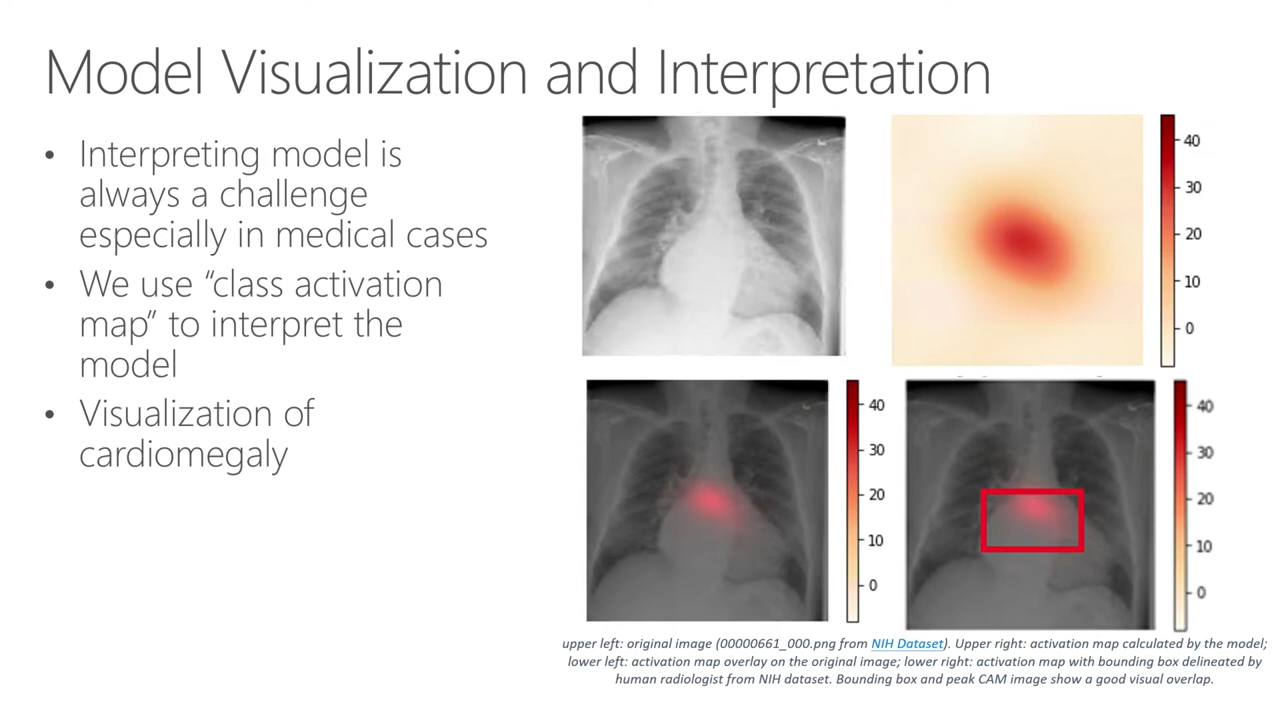 Model Visualization and Interpretation
• Interpreting model is
always a challenge
especially in medical cases
• We use “class activation
map” to interpret the
model
• Visualization of
cardiomegaly
40
30
20
10
0
40
30
20
10
0
40
30
20
10
0
upper left: original image (00000661_000.png from NIH Dataset). Upper right: activation map calculated by the model;
lower left: activation map overlay on the original image; lower right: activation map with bounding box delineated by
human radiologist from NIH dataset. Bounding box and peak CAM image show a good visual overlap.